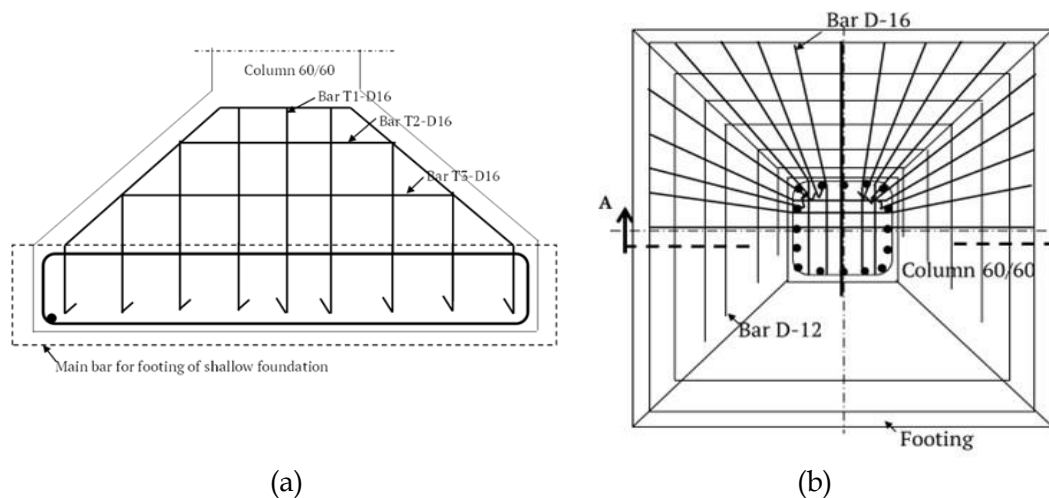 Column 60/60
Bar T1-D16
Bar T2-D16
Bar T3-D16
Main bar for footing of shallow foundation
(a)
Bar D-16
A
Column 60/60
Bar D-12
Footing
(b)